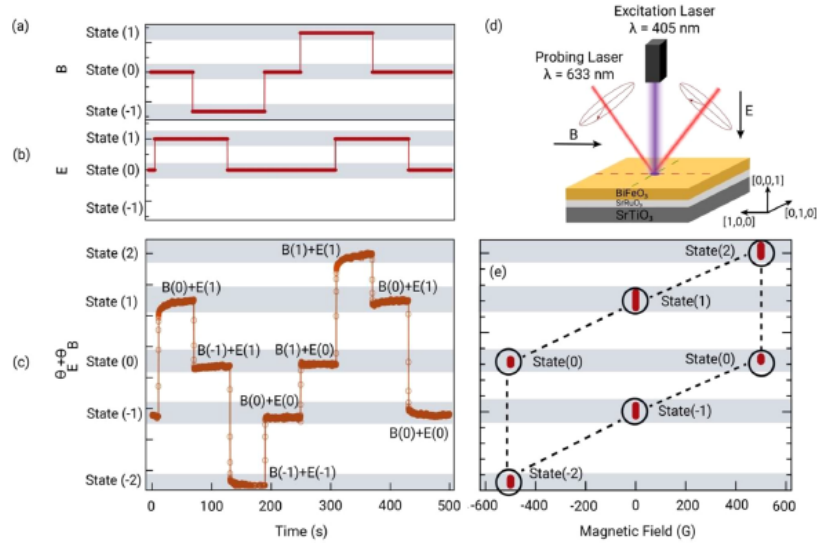 (a)
B
State (1)
State (0)
State (-1)
(b)
E
State (1)
State (0)
State (-1)
(c)
θ +θ
E B
State (2)
State (1)
State (0)
State (-1)
State (-2)
B(0)+E(1)
B(-1)+E(1)
B(-1)+E(-1)
B(0)+E(0)
B(1)+E(0)
B(1)+E(1)
B(0)+E(1)
B(0)+E(0)
0 100 200 300 400 500
Time (s)
(d)
Excitation Laser
λ = 405 nm
Probing Laser
λ = 633 nm
B
E
BiFeO₃
SrRuO₃
SrTiO₃
[0,0,1]
[1,0,0]
[0,1,0]
(e)
State(2)
State(1)
State(0)
State(0)
State(-1)
State(-2)
-600 -400 -200 0 200 400 600
Magnetic Field (G)